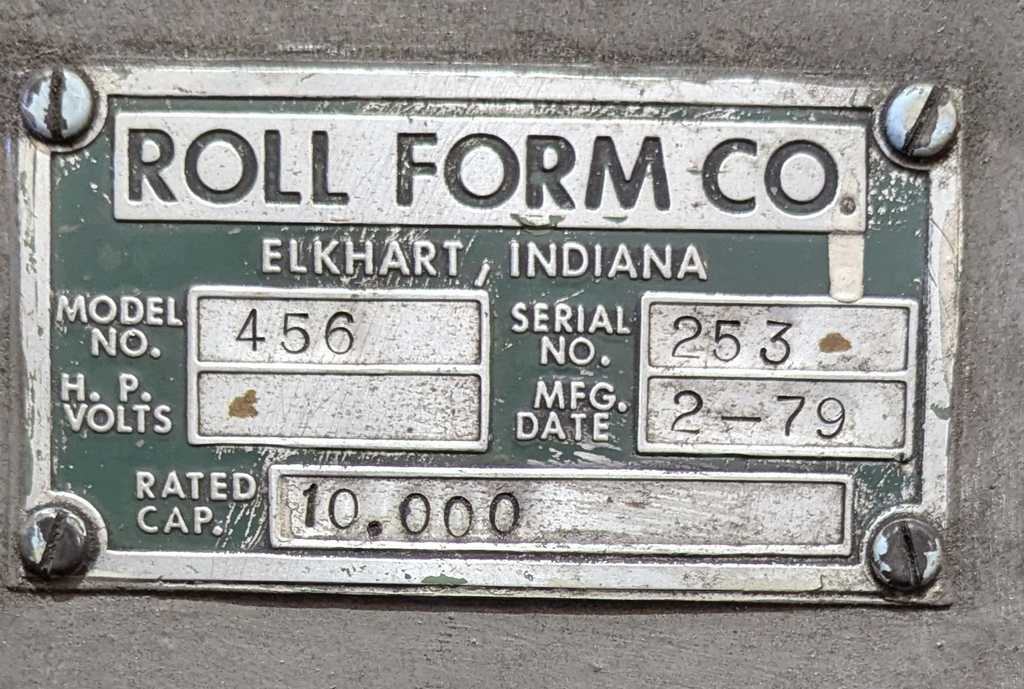 ROLL FORM CO.
ELKHART, INDIANA
MODEL NO. 456
SERIAL NO. 253
H. P. VOLTS
MFG. DATE 2-79
RATED CAP. 10.000